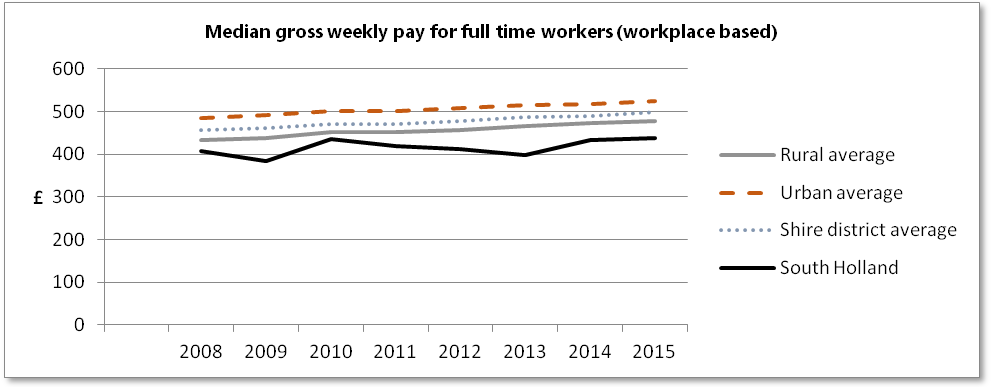 Median gross weekly pay for full time workers (workplace based)
600
500
400
£ 300
200
100
0
2008 2009 2010 2011 2012 2013 2014 2015
Rural average
Urban average
Shire district average
South Holland